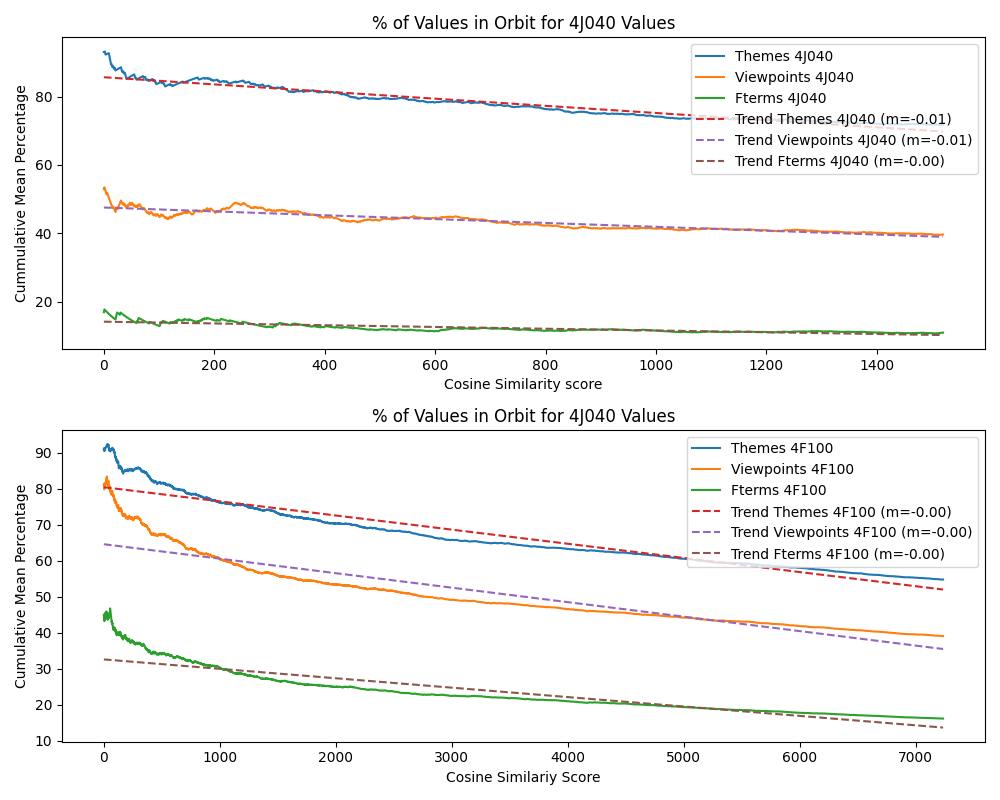 % of Values in Orbit for 4J040 Values
Cummulative Mean Percentage
80
60
40
20
Themes 4J040
Viewpoints 4J040
Fterms 4J040
Trend Themes 4J040 (m=-0.01)
Trend Viewpoints 4J040 (m=-0.01)
Trend Fterms 4J040 (m=-0.00)
0 200 400 600 800 1000 1200 1400
Cosine Similarity score
% of Values in Orbit for 4J040 Values
Cumulative Mean Percentage
90
80
70
60
50
40
30
20
10
Themes 4F100
Viewpoints 4F100
Fterms 4F100
Trend Themes 4F100 (m=-0.00)
Trend Viewpoints 4F100 (m=-0.00)
Trend Fterms 4F100 (m=-0.00)
0 1000 2000 3000 4000 5000 6000 7000
Cosine Similariy Score